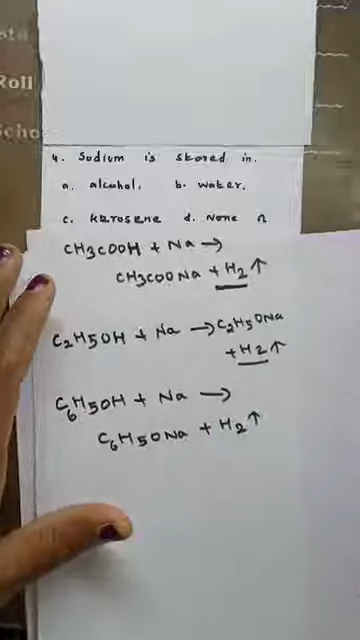 Roll
4. Sodium is stored in.
a. alcohol. b. water.
c. kerosene d. None
CH3COOH + Na →
CH3COONa + H2 ↑
C2H5OH + Na → C2H5ONa
+ H2 ↑
C6H5OH + Na →
C6H5ONa + H2 ↑